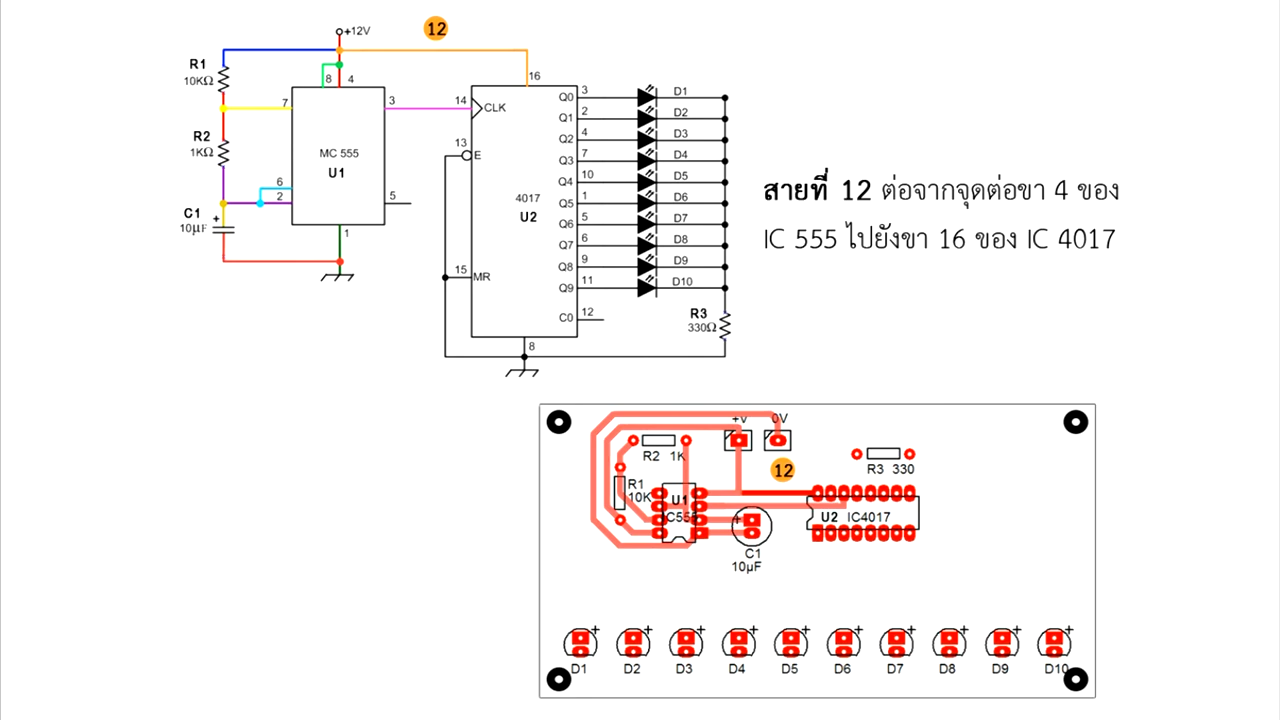 +12V
12
R1
10KΩ
8 4
7
3
14
CLK
16
R2
1KΩ
MC 555
U1
6
2
5
C1
+
10µF
1
13
E
4017
U2
15
MR
8
Q0 3 D1
Q1 2 D2
Q2 4 D3
Q3 7 D4
Q4 10 D5
Q5 1 D6
Q6 5 D7
Q7 6 D8
Q8 9 D9
Q9 11 D10
C0 12
R3
330Ω
สายที่ 12 ต่อจากจุดต่อขา 4 ของ
IC 555 ไปยังขา 16 ของ IC 4017
+V 0V
12
R2 1K
R3 330
R1
10K
U1
IC555
U2 IC4017
+
C1
10µF
+ + + + + + + + + +
D1 D2 D3 D4 D5 D6 D7 D8 D9 D10